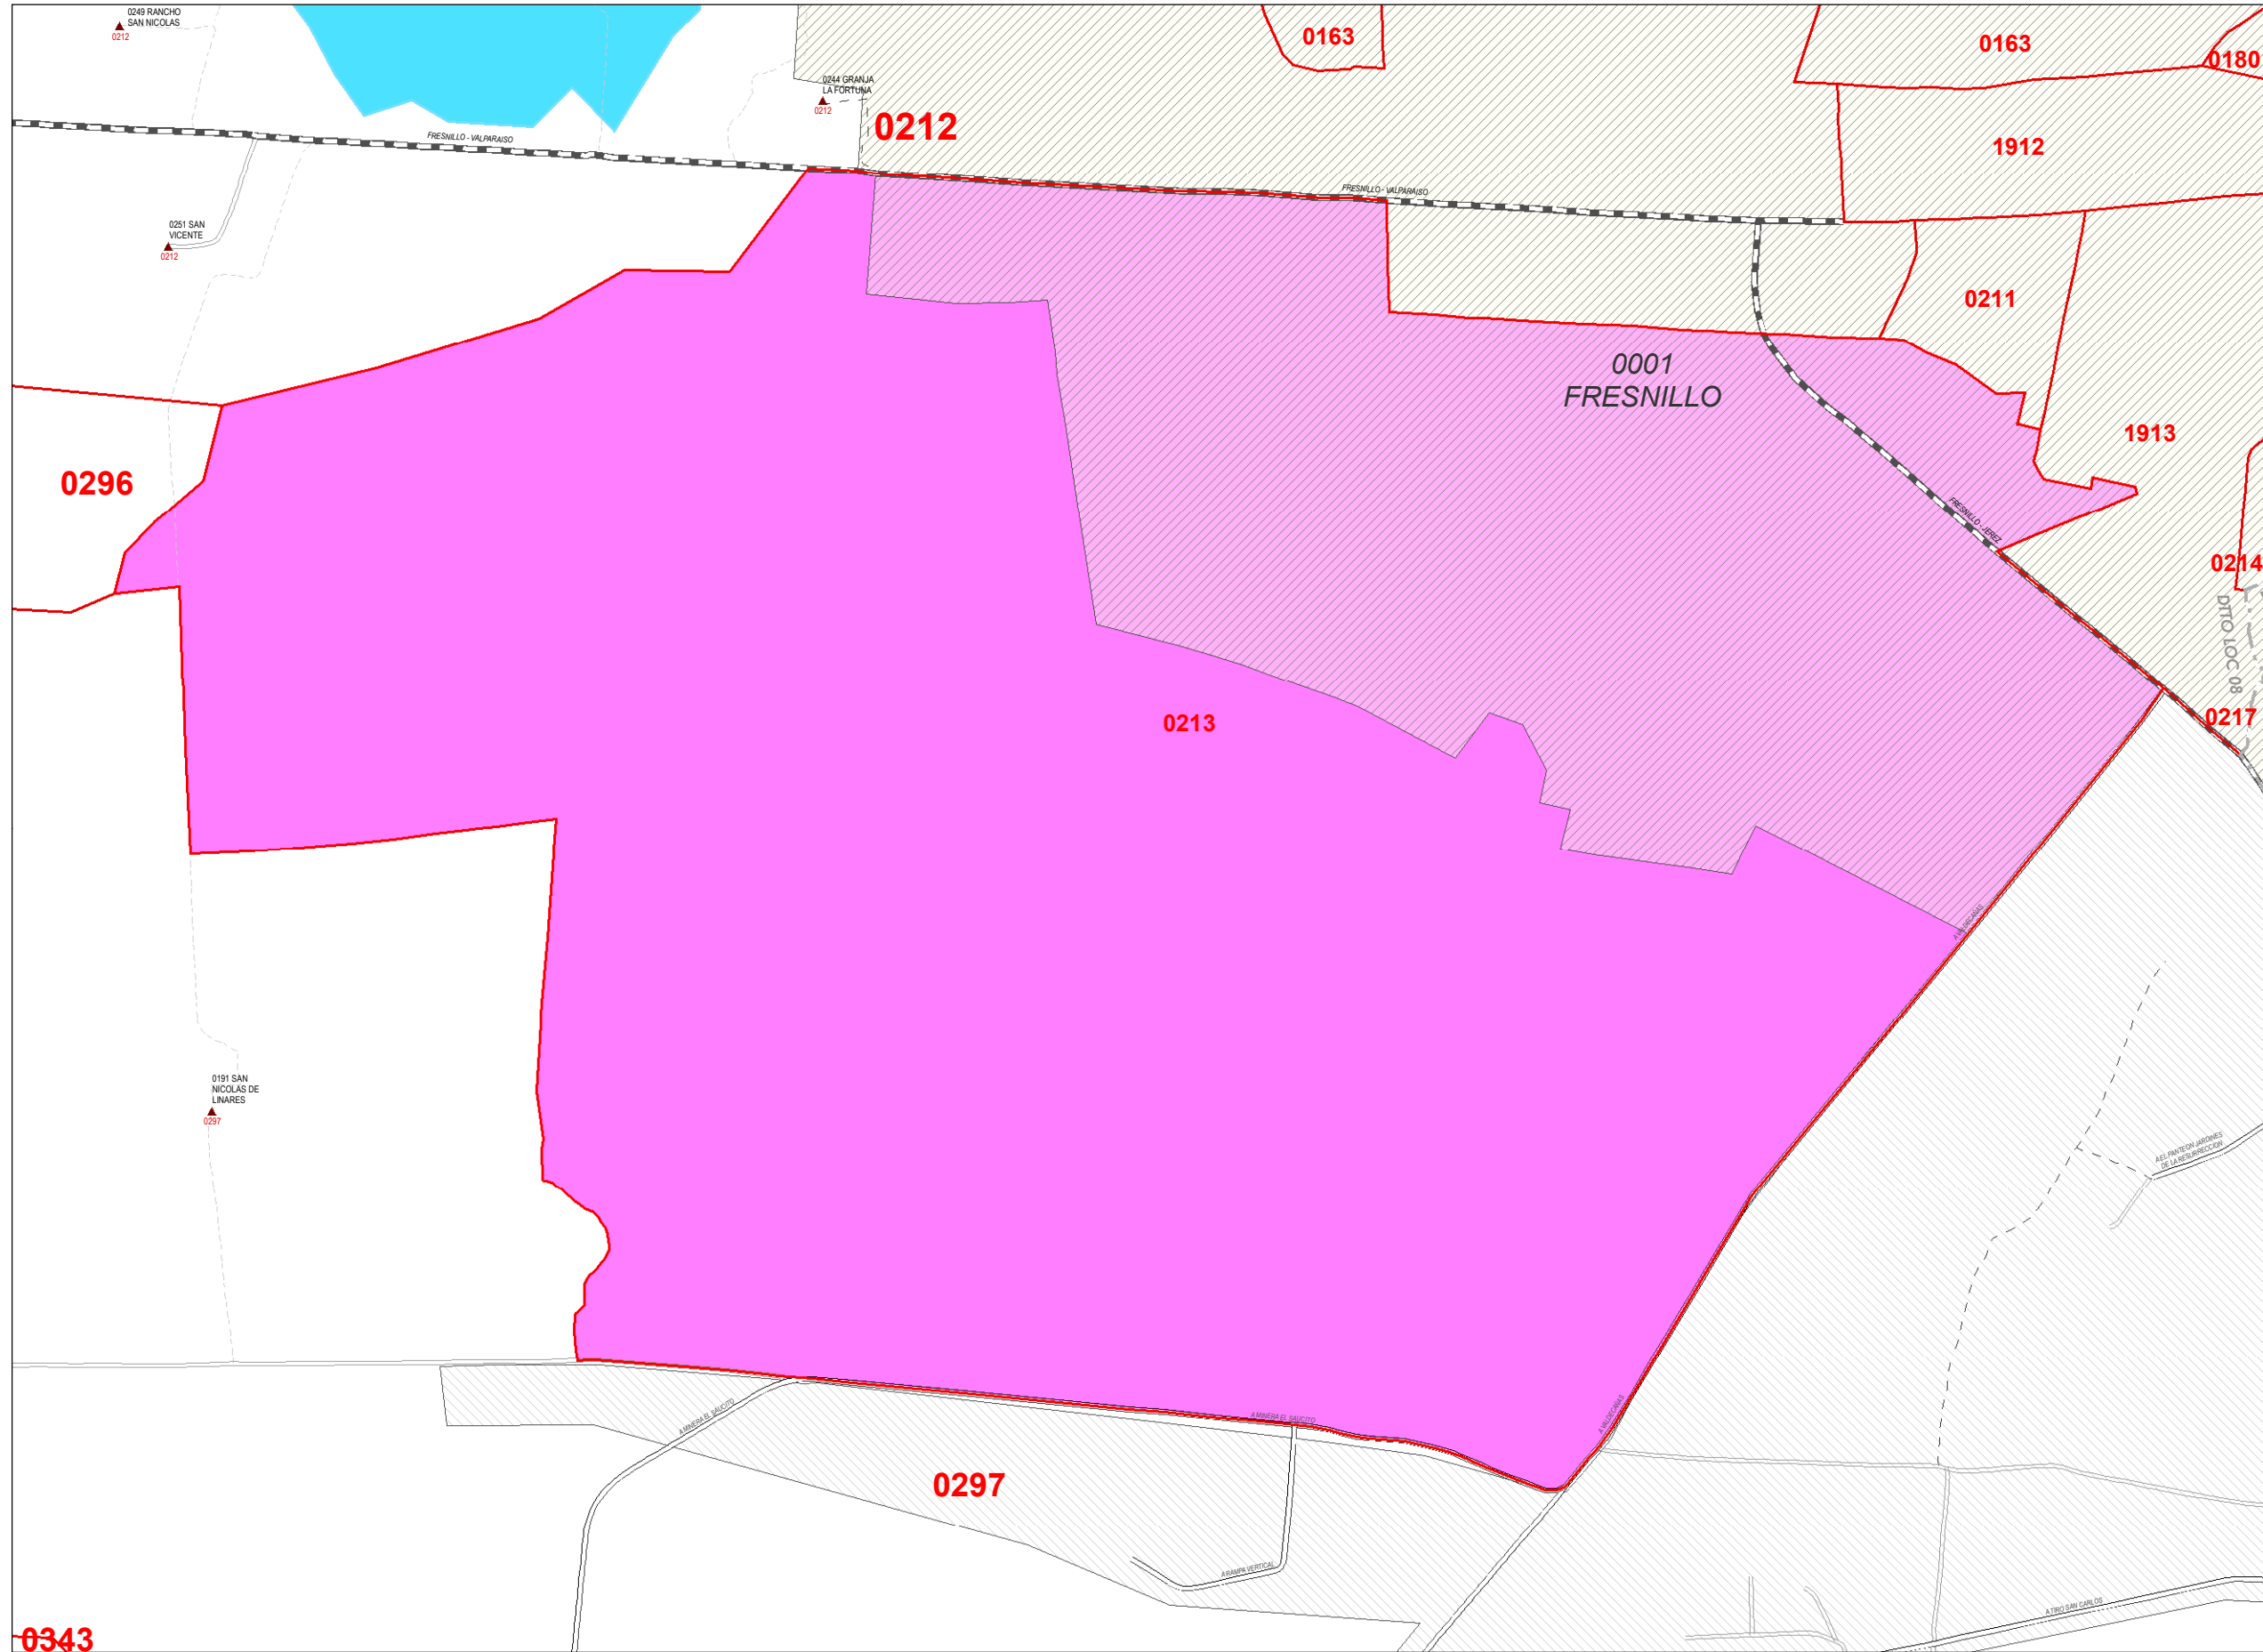 0249 RANCHO
SAN NICOLAS
0212
0163
0163
0180
0244 GRANJA
LA FORTUNA
0212
0212
1912
FRESNILLO - VALPARAISO
FRESNILLO - VALPARAISO
0251 SAN
VICENTE
0212
0211
0001
FRESNILLO
1913
0296
FRESNILLO - JEREZ
0214
DTTO LOC 08
0213
0217
A VALDECAÑAS
0191 SAN
NICOLAS DE
LINARES
0297
A EL PANTEON JARDINES
DE LA RESURRECCION
A MINERA EL SAUCITO
A MINERA EL SAUCITO
A VALDECAÑAS
0297
A RAMPA VERTICAL
A TIRO SAN CARLOS
0343